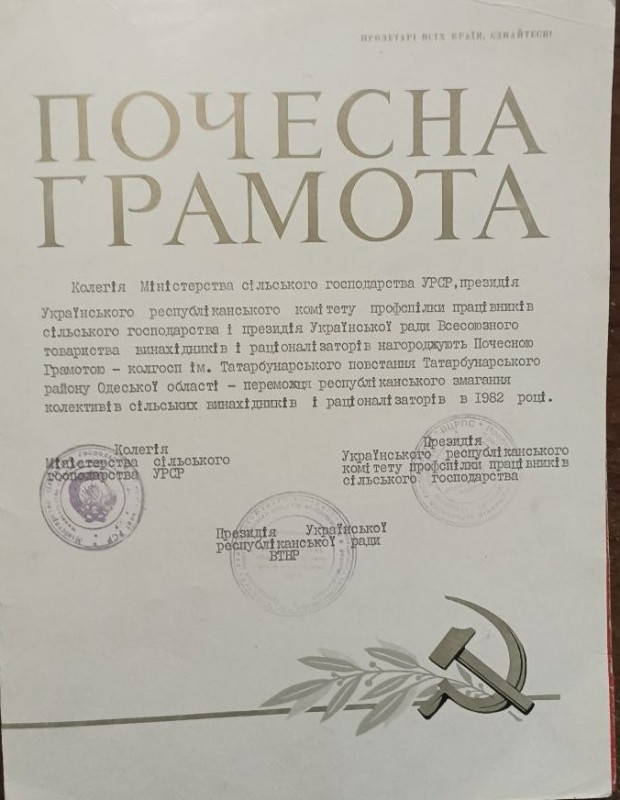 ПРОЛЕТАРІ ВСІХ КРАЇН, ЄДНАЙТЕСЯ!
ПОЧЕСНА
ГРАМОТА
Колегія Міністерства сільського господарства УРСР, президія
Українського республіканського комітету профспілки працівників
сільського господарства і президія Української ради Всесоюзного
товариства винахідників і раціоналізаторів нагороджують Почесною
Грамотою – колгосп ім. Татарбунарського повстання Татарбунарського
району Одеської області – переможця республіканського змагання
колективів сільських винахідників і раціоналізаторів в 1982 році.
Колегія
Міністерства сільського
господарства УРСР
Президія
Українського республіканського
комітету профспілки працівників
сільського господарства
Президія Української
республіканської ради
ВТВР